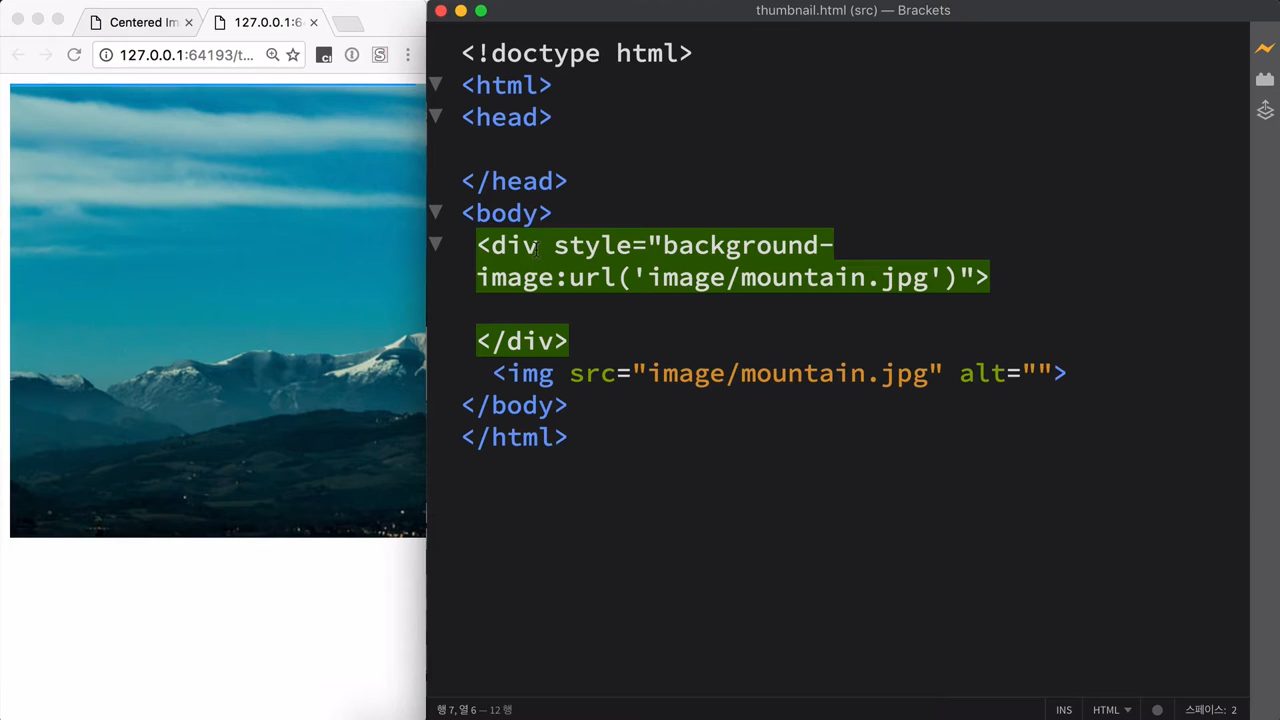 Centered Im
127.0.0.1:6
127.0.0.1:64193/t...
thumbnail.html (src) — Brackets
<!doctype html>
<html>
<head>
</head>
<body>
<div style="background-
image:url('image/mountain.jpg')">
</div>
<img src="image/mountain.jpg" alt="">
</body>
</html>
행 7, 열 6 — 12 행
INS
HTML
스페이스: 2